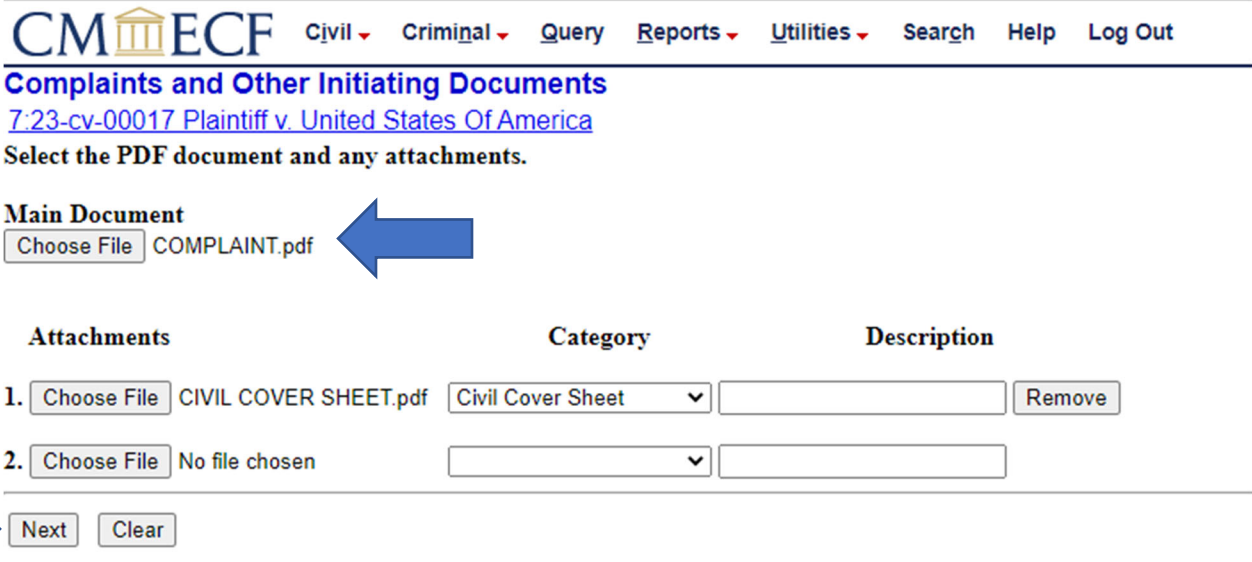 CM ECF Civil Criminal Query Reports Utilities Search Help Log Out
Complaints and Other Initiating Documents
7:23-cv-00017 Plaintiff v. United States Of America
Select the PDF document and any attachments.
Main Document
Choose File COMPLAINT.pdf
Attachments Category Description
1. Choose File CIVIL COVER SHEET.pdf Civil Cover Sheet Remove
2. Choose File No file chosen
Next Clear